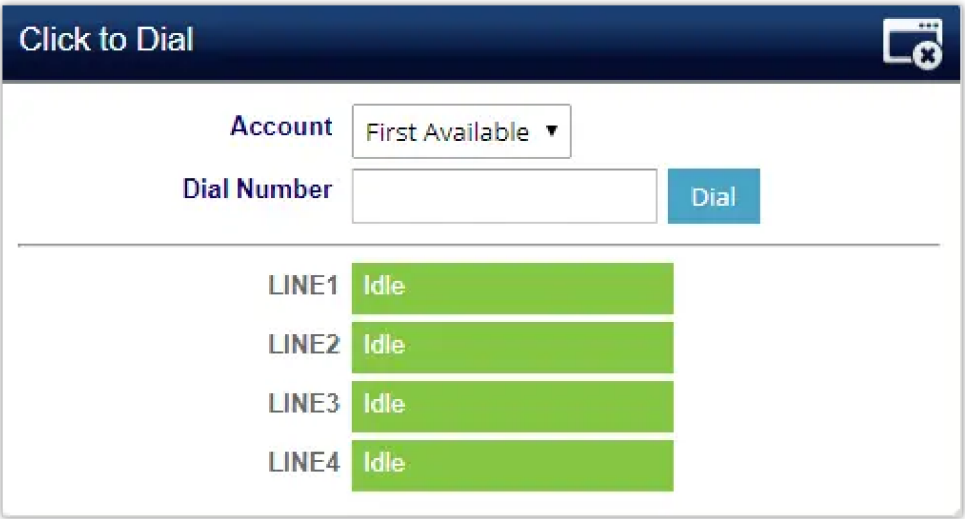 Click to Dial
Account First Available
Dial Number Dial
LINE1 Idle
LINE2 Idle
LINE3 Idle
LINE4 Idle